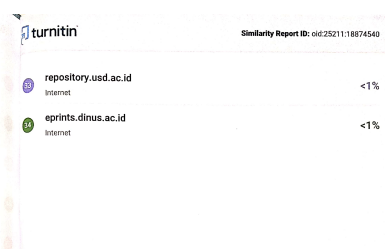 turnitin
Similarity Report ID: oid:25211:18874540
33
repository.usd.ac.id
<1%
Internet
34
eprints.dinus.ac.id
<1%
Internet